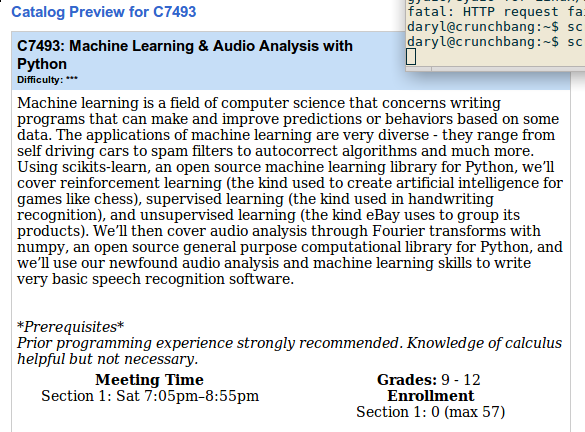 Catalog Preview for C7493
fatal: HTTP request fai
daryl@crunchbang:~$ sc
daryl@crunchbang:~$ sc
C7493: Machine Learning & Audio Analysis with
Python
Difficulty: ***
Machine learning is a field of computer science that concerns writing
programs that can make and improve predictions or behaviors based on some
data. The applications of machine learning are very diverse - they range from
self driving cars to spam filters to autocorrect algorithms and much more.
Using scikits-learn, an open source machine learning library for Python, we'll
cover reinforcement learning (the kind used to create artificial intelligence for
games like chess), supervised learning (the kind used in handwriting
recognition), and unsupervised learning (the kind eBay uses to group its
products). We'll then cover audio analysis through Fourier transforms with
numpy, an open source general purpose computational library for Python, and
we'll use our newfound audio analysis and machine learning skills to write
very basic speech recognition software.
*Prerequisites*
Prior programming experience strongly recommended. Knowledge of calculus
helpful but not necessary.
Meeting Time
Section 1: Sat 7:05pm–8:55pm
Grades: 9 - 12
Enrollment
Section 1: 0 (max 57)